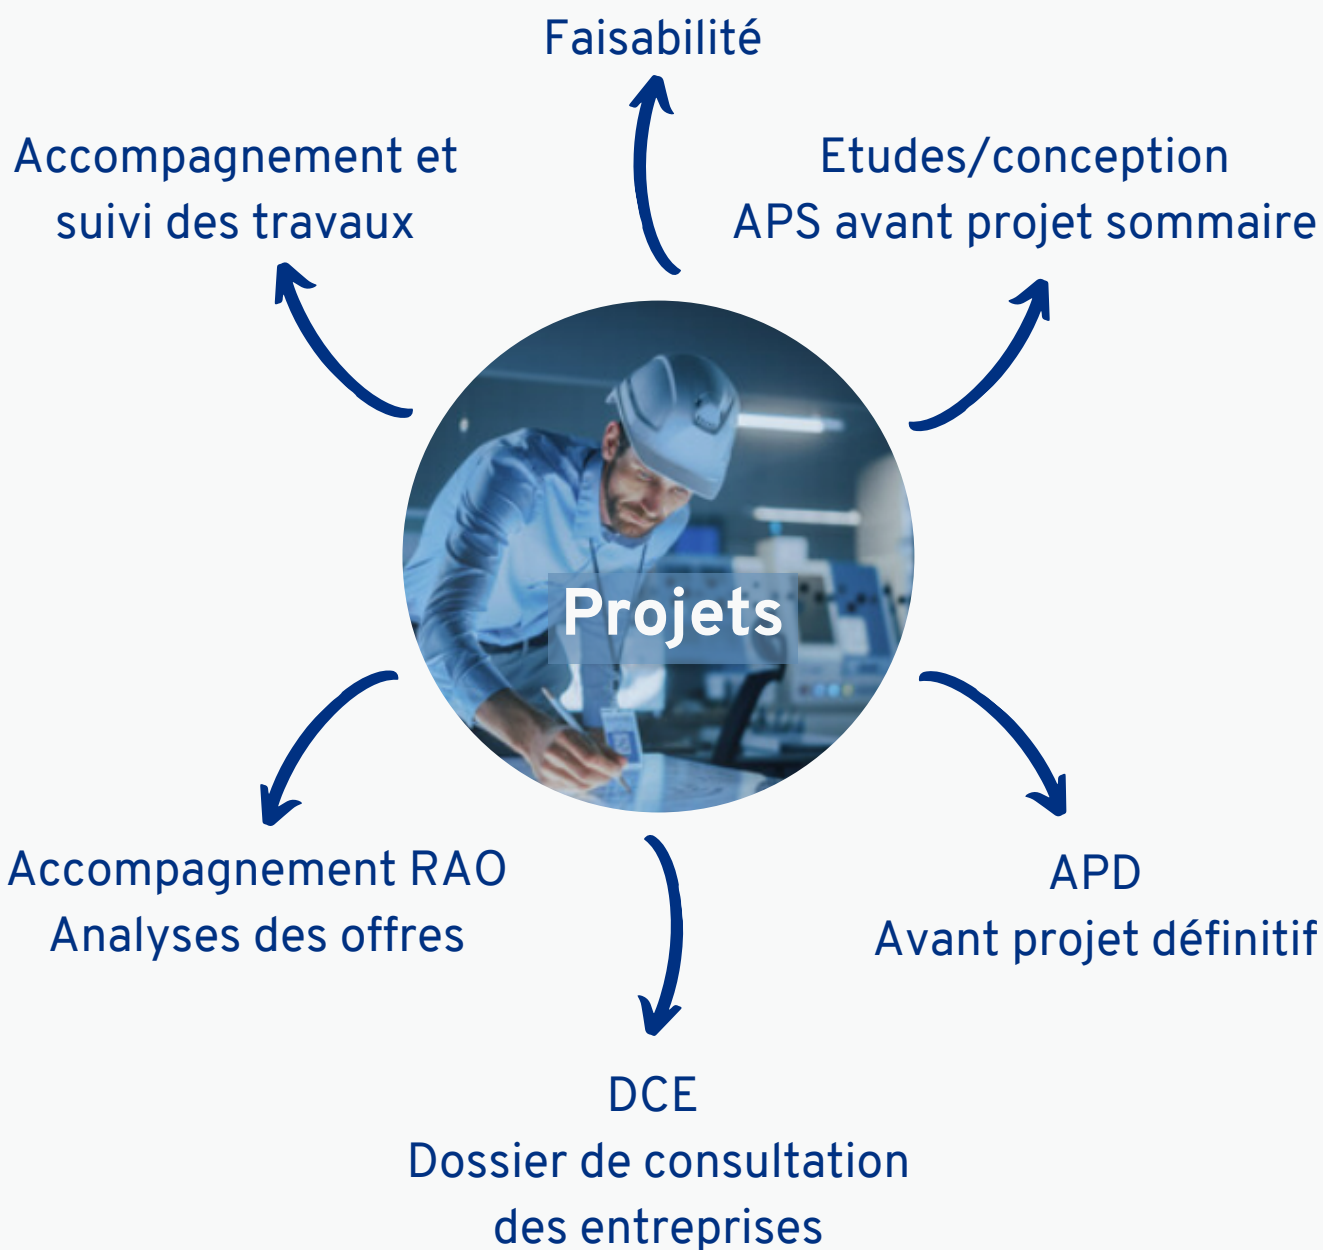 Faisabilité
Accompagnement et
suivi des travaux
Etudes/conception
APS avant projet sommaire
Projets
Accompagnement RAO
Analyses des offres
APD
Avant projet définitif
DCE
Dossier de consultation
des entreprises